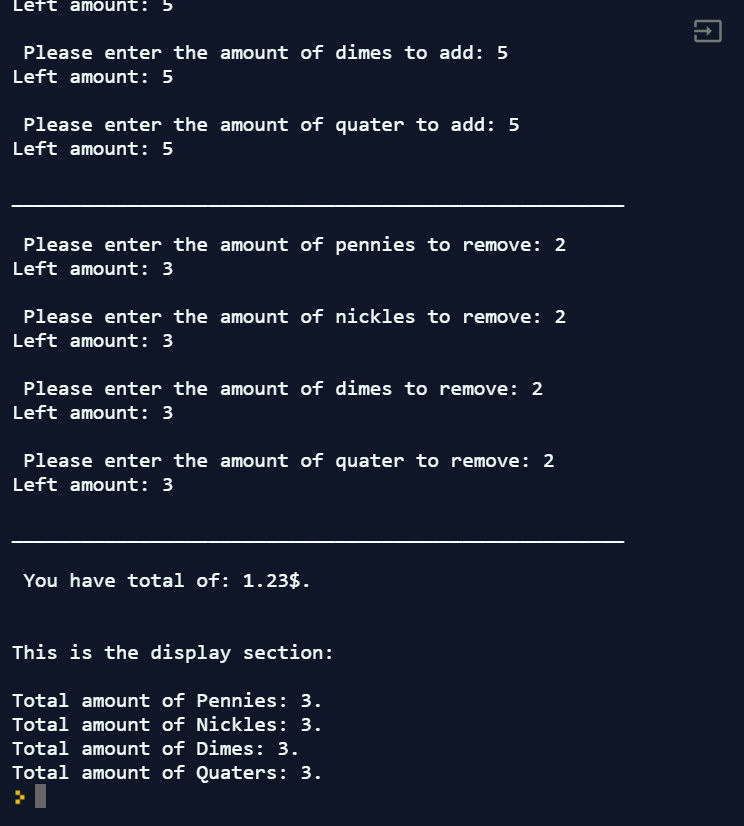 Left amount: 5
Please enter the amount of dimes to add: 5
Left amount: 5
Please enter the amount of quater to add: 5
Left amount: 5
Please enter the amount of pennies to remove: 2
Left amount: 3
Please enter the amount of nickles to remove: 2
Left amount: 3
Please enter the amount of dimes to remove: 2
Left amount: 3
Please enter the amount of quater to remove: 2
Left amount: 3
You have total of: 1.23$.
This is the display section:
Total amount of Pennies: 3.
Total amount of Nickles: 3.
Total amount of Dimes: 3.
Total amount of Quaters: 3.